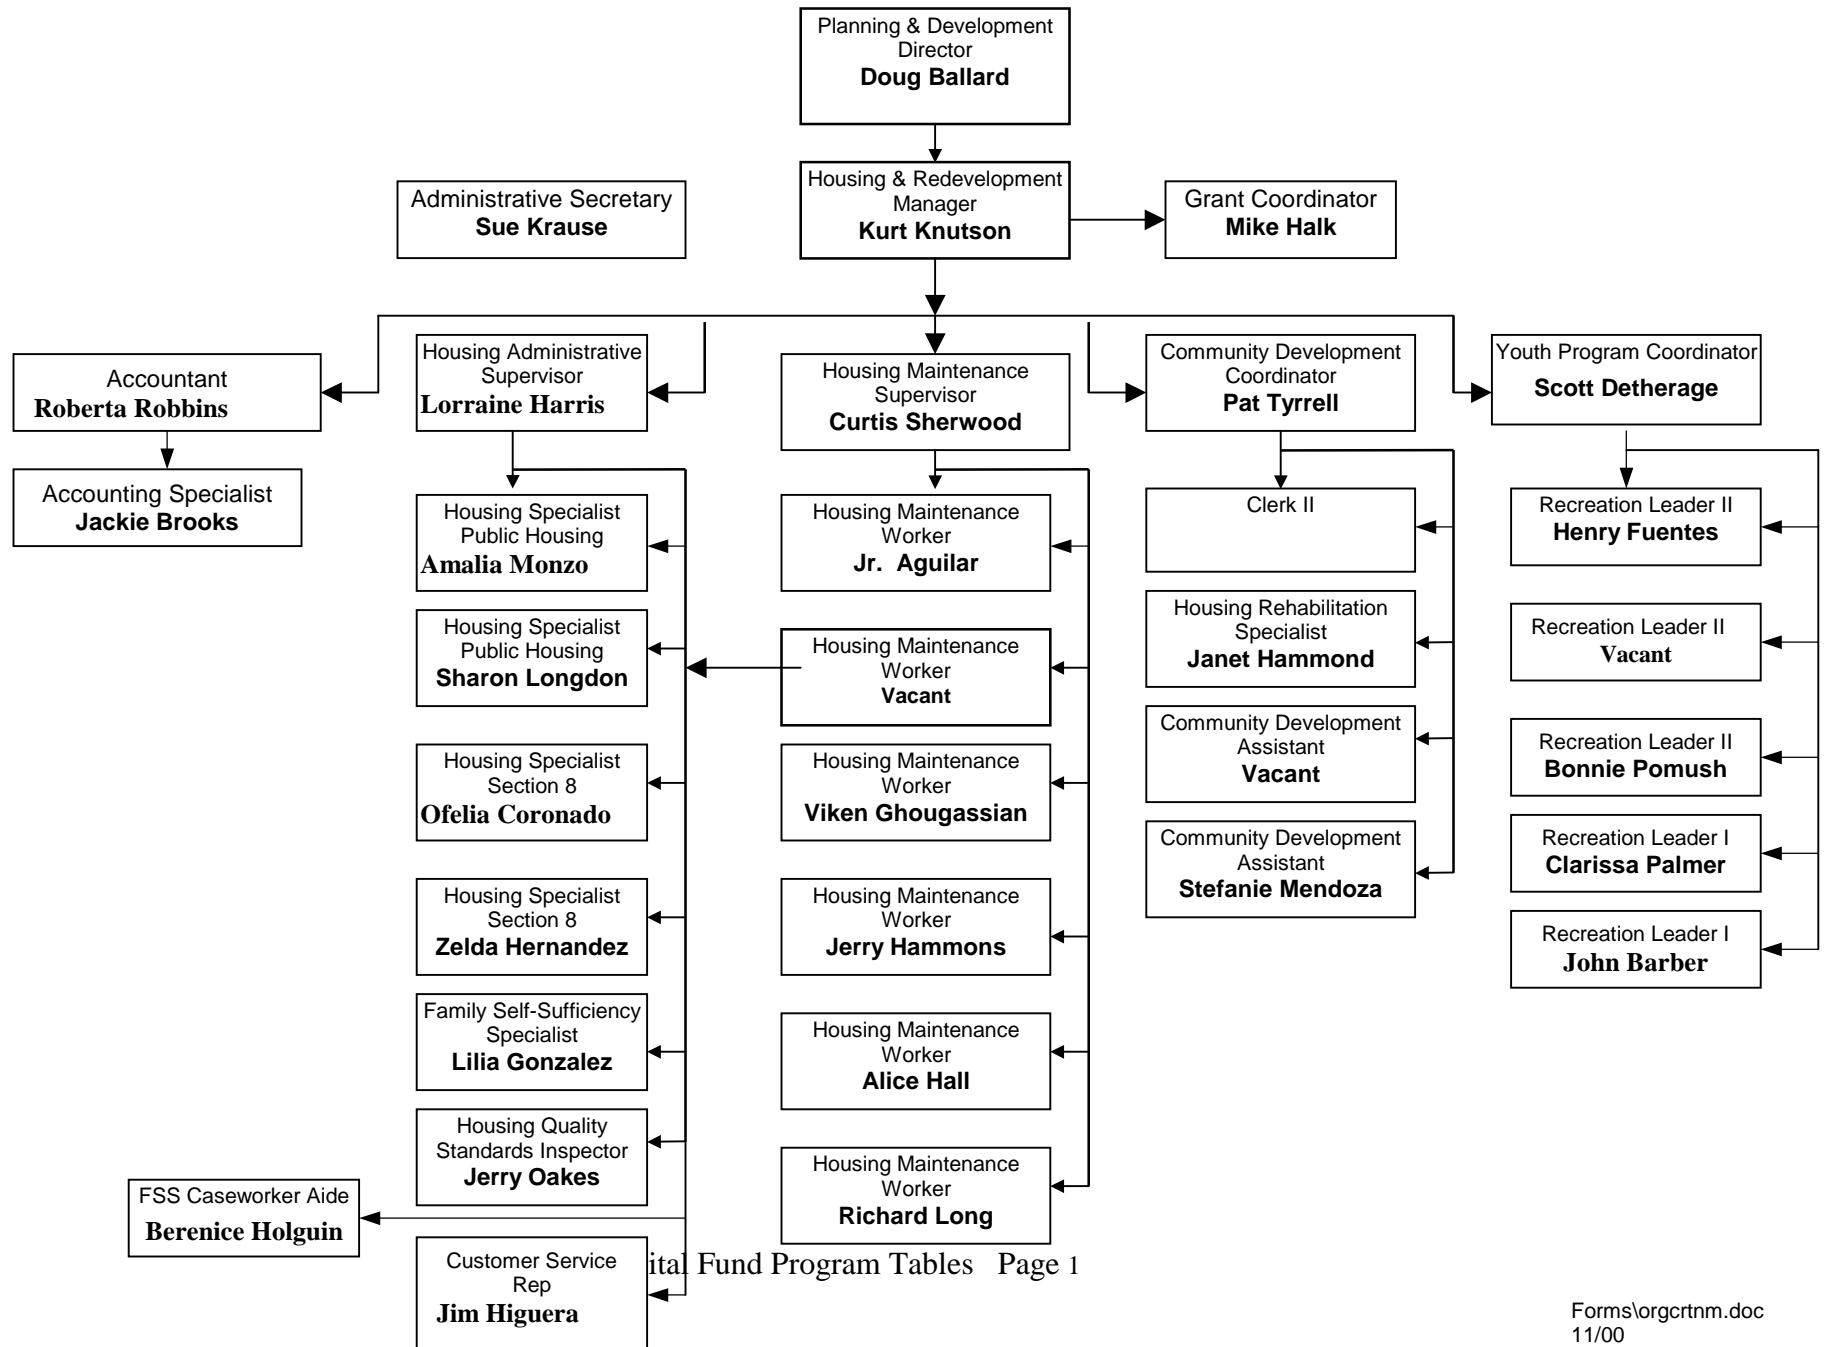 Planning & Development
Director
Doug Ballard
Administrative Secretary
Sue Krause
Housing & Redevelopment
Manager
Kurt Knutson
Grant Coordinator
Mike Halk
Accountant
Roberta Robbins
Housing Administrative
Supervisor
Lorraine Harris
Housing Maintenance
Supervisor
Curtis Sherwood
Community Development
Coordinator
Pat Tyrrell
Youth Program Coordinator
Scott Detherage
Accounting Specialist
Jackie Brooks
Housing Specialist
Public Housing
Amalia Monzo
Housing Specialist
Public Housing
Sharon Longdon
Housing Specialist
Section 8
Ofelia Coronado
Housing Specialist
Section 8
Zelda Hernandez
Family Self-Sufficiency
Specialist
Lilia Gonzalez
Housing Quality
Standards Inspector
Jerry Oakes
FSS Caseworker Aide
Berenice Holguin
Customer Service
Rep
Jim Higuera
Housing Maintenance
Worker
Jr. Aguilar
Housing Maintenance
Worker
Vacant
Housing Maintenance
Worker
Viken Ghougassian
Housing Maintenance
Worker
Jerry Hammons
Housing Maintenance
Worker
Alice Hall
Housing Maintenance
Worker
Richard Long
Clerk II
Housing Rehabilitation
Specialist
Janet Hammond
Community Development
Assistant
Vacant
Community Development
Assistant
Stefanie Mendoza
Recreation Leader II
Henry Fuentes
Recreation Leader II
Vacant
Recreation Leader II
Bonnie Pomush
Recreation Leader I
Clarissa Palmer
Recreation Leader I
John Barber
ital Fund Program Tables Page 1
Forms\orgcrtnm.doc
11/00